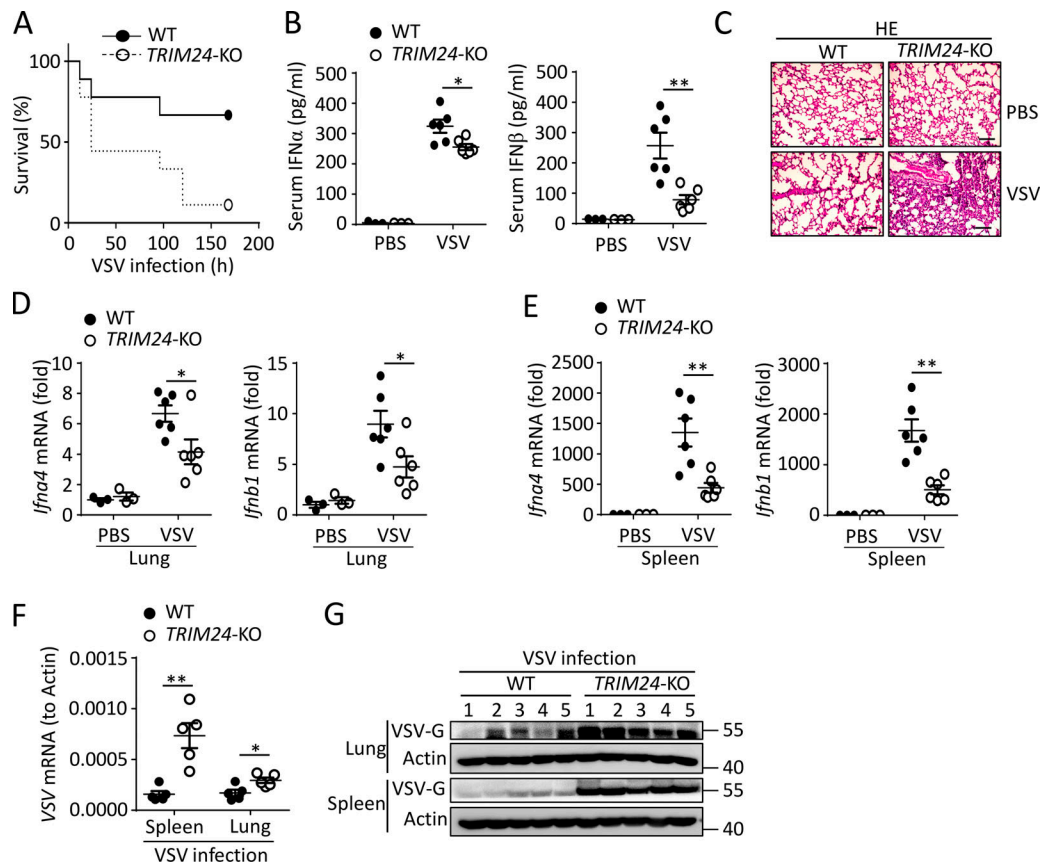 A
WT
TRIM24-KO
Survival (%)
100
50
0
0 50 100 150 200
VSV infection (h)
B
WT
TRIM24-KO
Serum IFNα (pg/ml)
500
400
300
200
100
0
*
PBS VSV
Serum IFNβ (pg/ml)
500
400
300
200
100
0
**
PBS VSV
C
HE
WT TRIM24-KO
PBS
VSV
D
WT
TRIM24-KO
Ifna4 mRNA (fold)
10
8
6
4
2
0
*
PBS VSV
Lung
Ifnb1 mRNA (fold)
15
10
5
0
*
PBS VSV
Lung
E
WT
TRIM24-KO
Ifna4 mRNA (fold)
2500
2000
1500
1000
500
0
**
PBS VSV
Spleen
Ifnb1 mRNA (fold)
3000
2000
1000
0
**
PBS VSV
Spleen
F
WT
TRIM24-KO
VSV mRNA (to Actin)
0.0015
0.0010
0.0005
0.0000
**
*
Spleen Lung
VSV infection
G
VSV infection
WT TRIM24-KO
1 2 3 4 5 1 2 3 4 5
Lung
VSV-G 55
Actin 40
Spleen
VSV-G 55
Actin 40